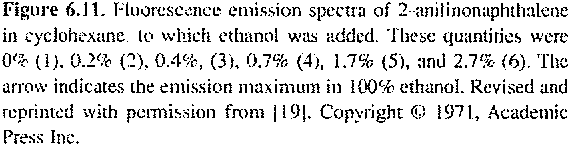 Figure 6.11. Fluorescence emission spectra of 2-anilinonaphthalene
in cyclohexane, to which ethanol was added. These quantities were
0% (1), 0.2% (2), 0.4%, (3), 0.7% (4), 1.7% (5), and 2.7% (6). The
arrow indicates the emission maximum in 100% ethanol. Revised and
reprinted with permission from [19]. Copyright © 1971, Academic
Press Inc.